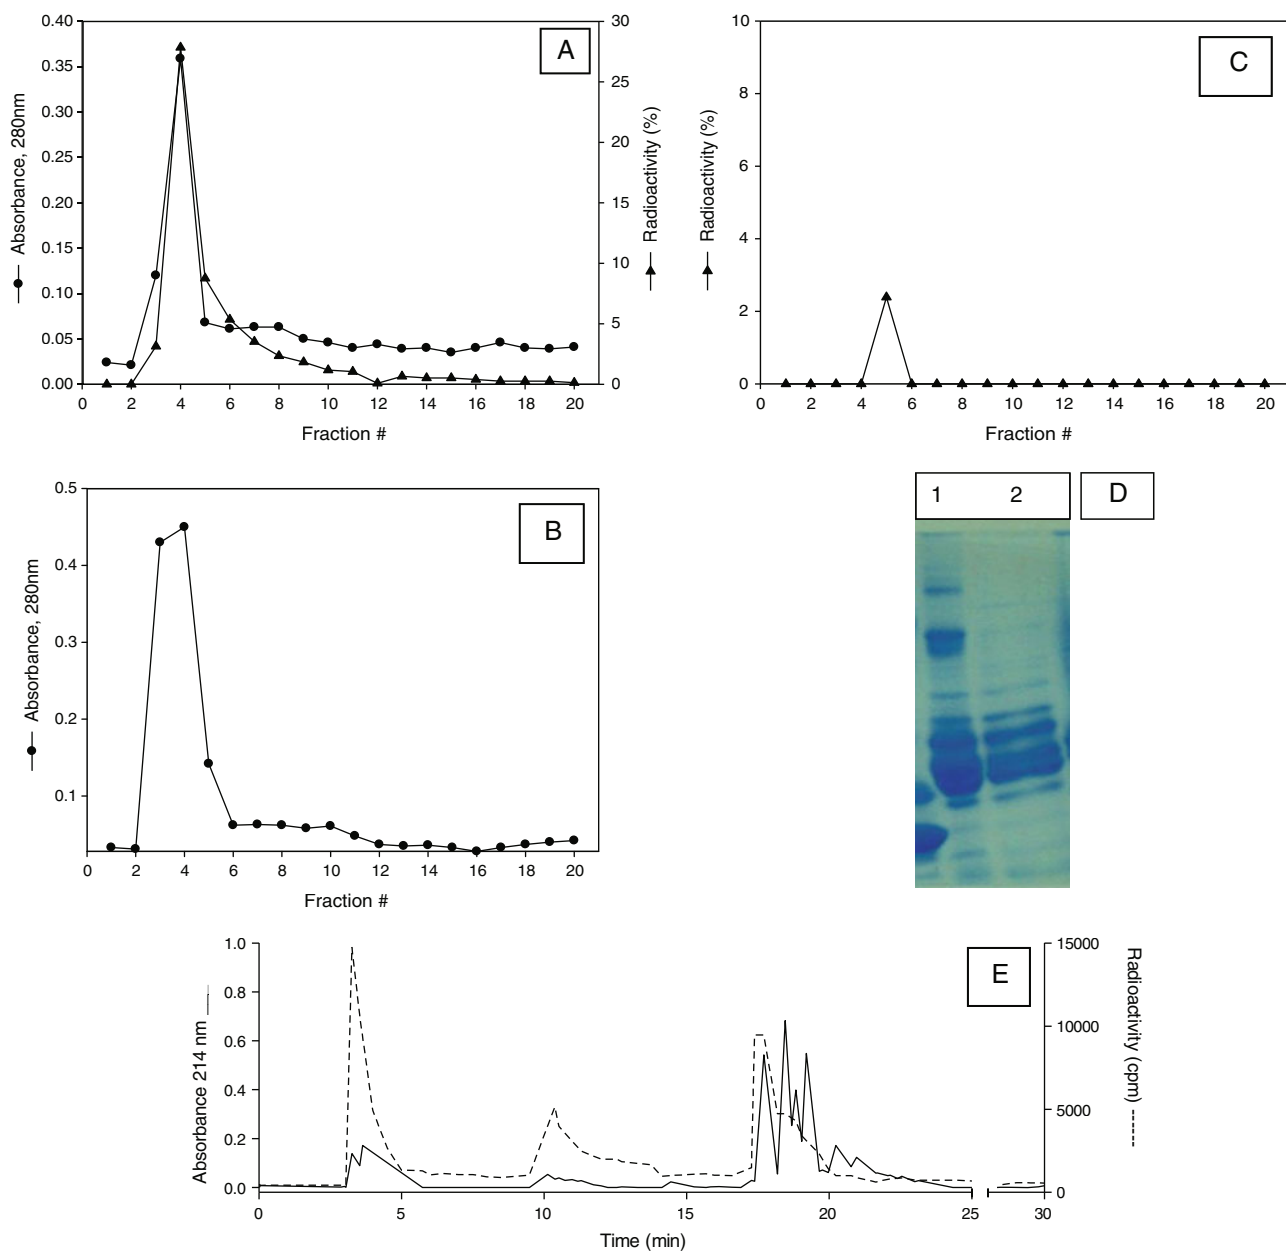 A
Absorbance, 280nm
0.40
0.35
0.30
0.25
0.20
0.15
0.10
0.05
0.00
30
25
20
15
10
5
0
Radioactivity (%)
0 2 4 6 8 10 12 14 16 18 20
Fraction #
C
Radioactivity (%)
10
8
6
4
2
0
0 2 4 6 8 10 12 14 16 18 20
Fraction #
B
Absorbance, 280nm
0.5
0.4
0.3
0.2
0.1
0 2 4 6 8 10 12 14 16 18 20
Fraction #
1 2
D
E
Absorbance 214 nm
1.0
0.8
0.6
0.4
0.2
0.0
15000
10000
5000
0
Radioactivity (cpm)
0 5 10 15 20 25 30
Time (min)